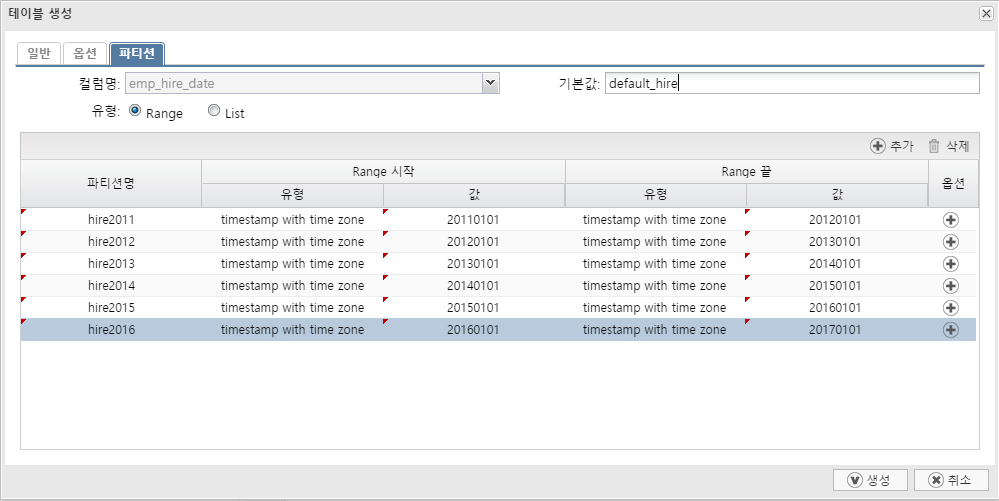 테이블 생성
일반 옵션 파티션
컬럼명: emp_hire_date 기본값: default_hire
유형: Range List
추가 삭제
파티션명 Range 시작 Range 끝 옵션
유형 값 유형 값
hire2011 timestamp with time zone 20110101 timestamp with time zone 20120101
hire2012 timestamp with time zone 20120101 timestamp with time zone 20130101
hire2013 timestamp with time zone 20130101 timestamp with time zone 20140101
hire2014 timestamp with time zone 20140101 timestamp with time zone 20150101
hire2015 timestamp with time zone 20150101 timestamp with time zone 20160101
hire2016 timestamp with time zone 20160101 timestamp with time zone 20170101
생성 취소